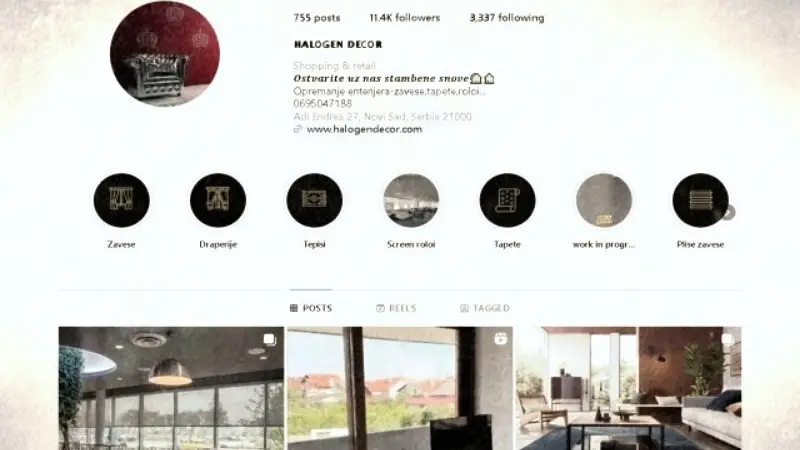 755 posts 11.4K followers 3,337 following
HALOGEN DECOR
Shopping & retail
Ostvarite uz nas stambene snove
Opremanje enterijera-zavese,tapete,roloi...
0695047188
Adi Endrea 27, Novi Sad, Serbia 21000
www.halogendecor.com
Zavese Draperije Tepisi Screen roloi Tapete work in progr... Plise zavese
POSTS REELS TAGGED